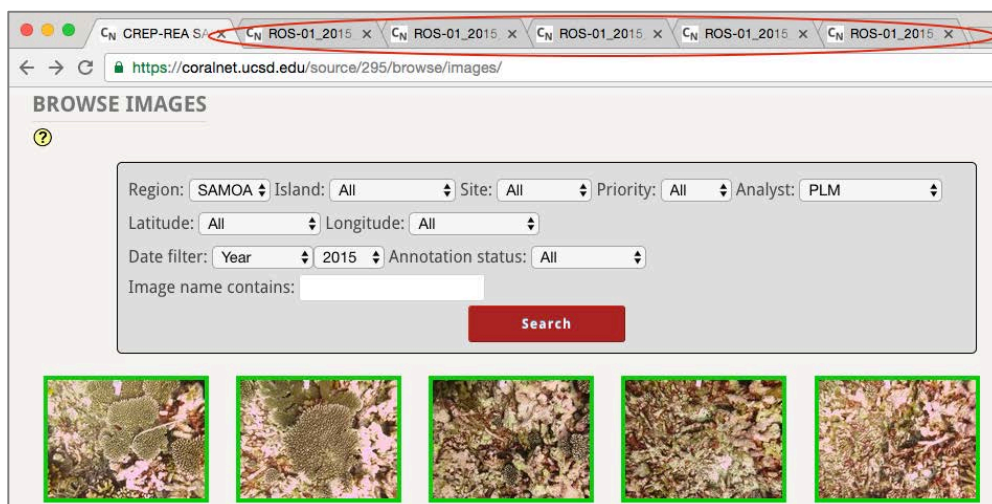 CN CREP-REA SA × CN ROS-01_2015 × CN ROS-01_2015 × CN ROS-01_2015 × CN ROS-01_2015 × CN ROS-01_2015 ×
https://coralnet.ucsd.edu/source/295/browse/images/
BROWSE IMAGES
?
Region: SAMOA Island: All Site: All Priority: All Analyst: PLM
Latitude: All Longitude: All
Date filter: Year 2015 Annotation status: All
Image name contains:
Search